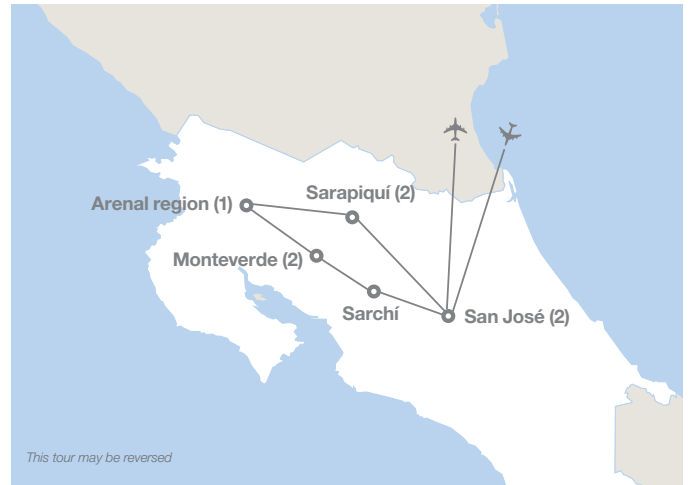 Sarapiquí (2)
Arenal region (1)
Monteverde (2)
Sarchí
San José (2)
This tour may be reversed